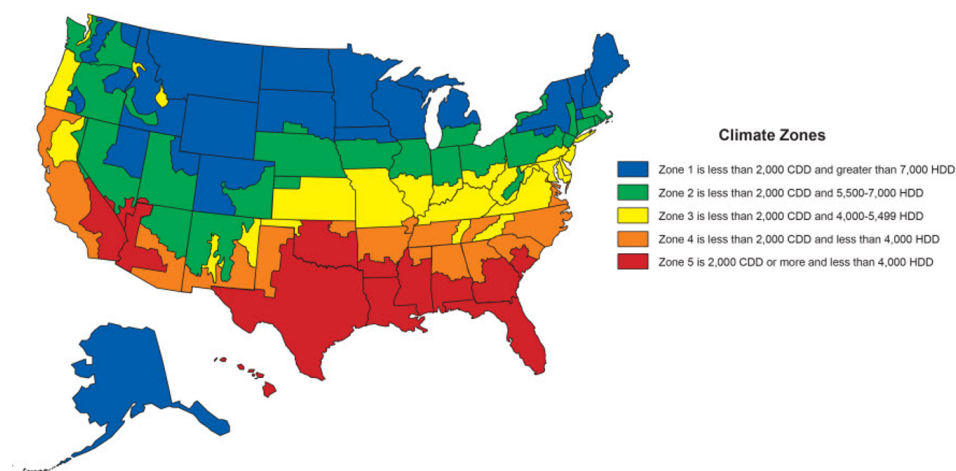 Climate Zones
Zone 1 is less than 2,000 CDD and greater than 7,000 HDD
Zone 2 is less than 2,000 CDD and 5,500-7,000 HDD
Zone 3 is less than 2,000 CDD and 4,000-5,499 HDD
Zone 4 is less than 2,000 CDD and less than 4,000 HDD
Zone 5 is 2,000 CDD or more and less than 4,000 HDD